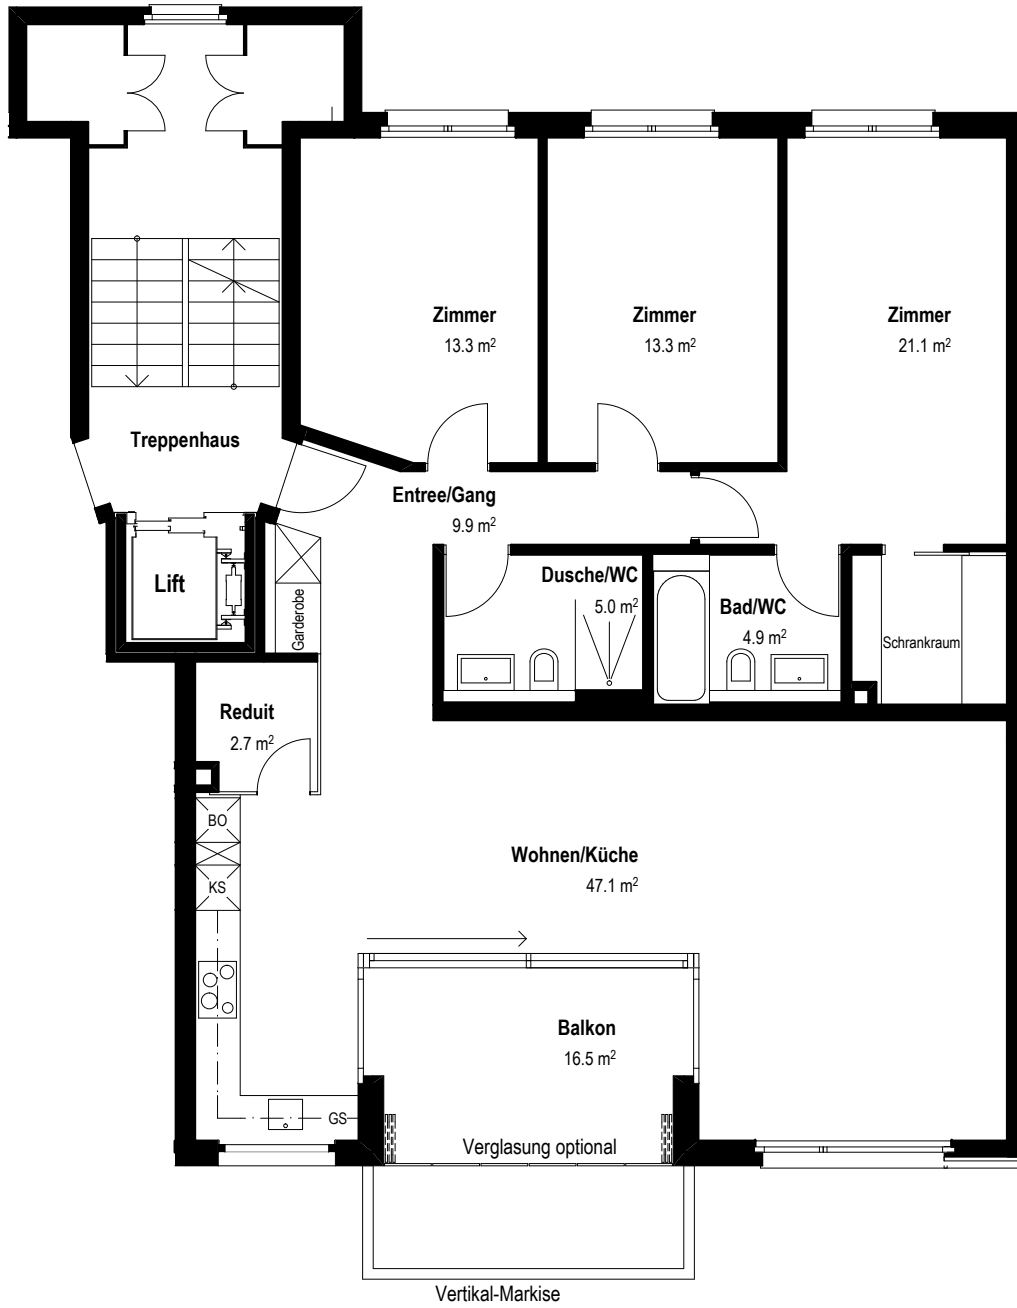 Zimmer
13.3 m²
Zimmer
13.3 m²
Zimmer
21.1 m²
Treppenhaus
Entree/Gang
9.9 m²
Lift
Garderobe
Dusche/WC
5.0 m²
Bad/WC
4.9 m²
Schrankraum
Reduit
2.7 m²
BO
KS
Wohnen/Küche
47.1 m²
Balkon
16.5 m²
GS
Verglasung optional
Vertikal-Markise